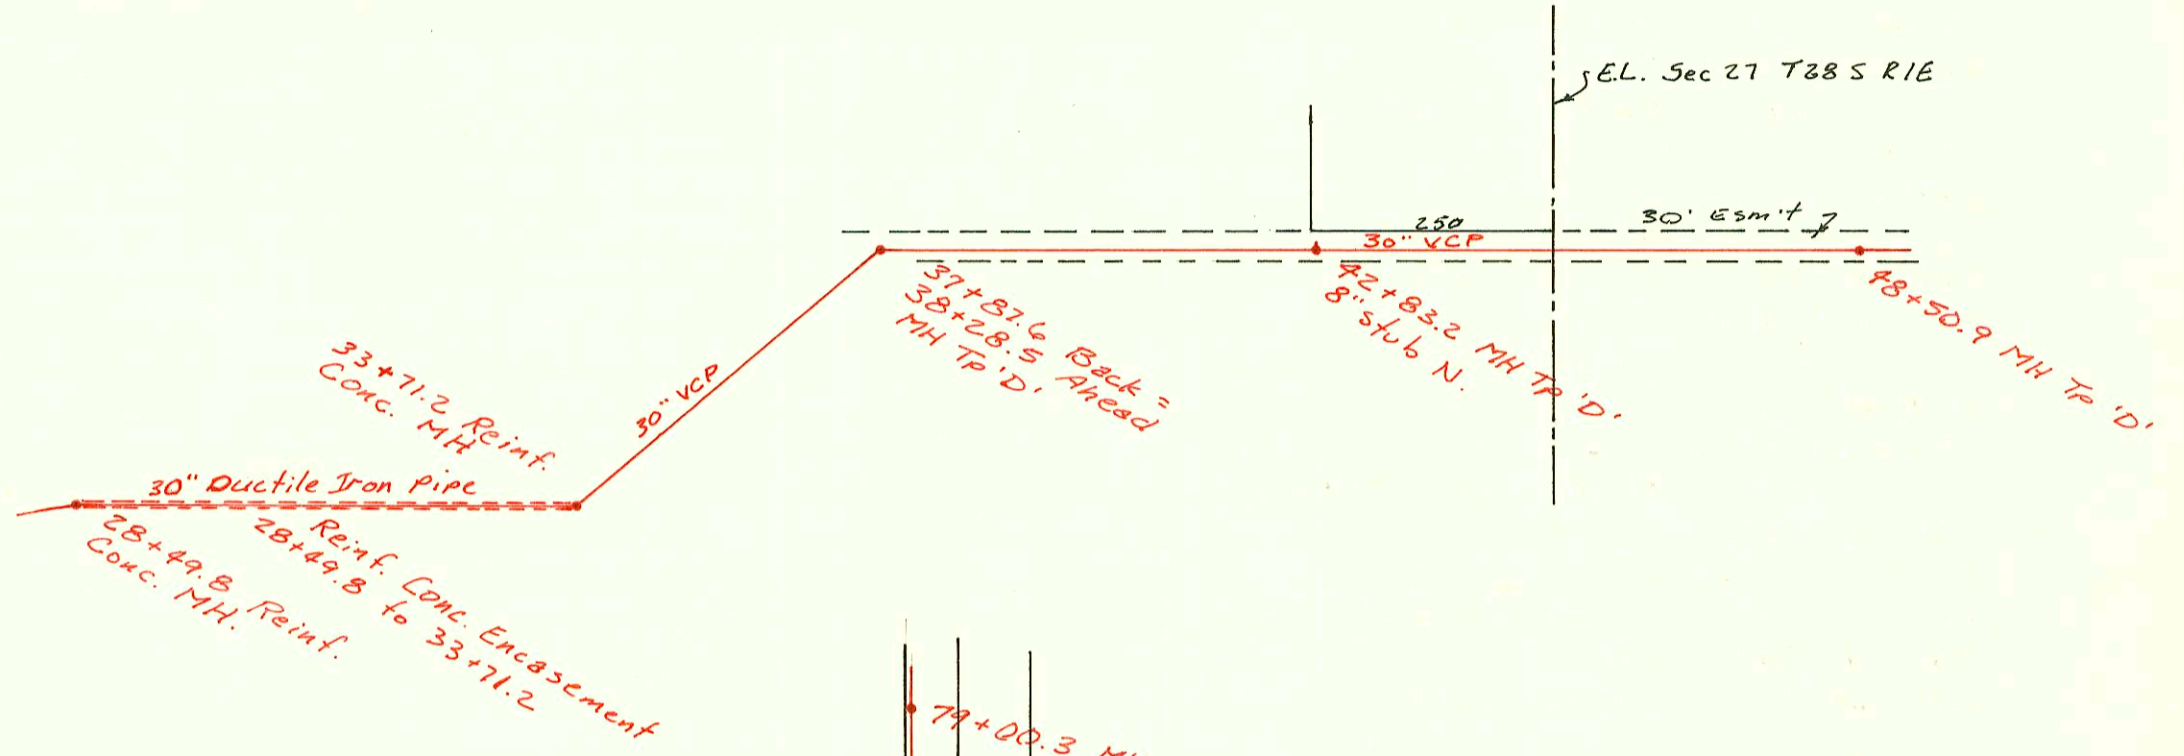 E.L. Sec 27 T28 S R1E
250
30' Esm't
30" VCP
37+87.6 Back =
38+28.5 Ahead
MH Tp 'D'
42+83.2 MH Tp 'D'
8" stub N.
48+50.9 MH Tp 'D'
33+71.2 Reinf.
Conc. MH
30" VCP
30" Ductile Iron Pipe
28+49.8 Reinf.
Conc. MH.
Reinf. Conc. Encasement
28+49.8 to 33+71.2
79+00.3